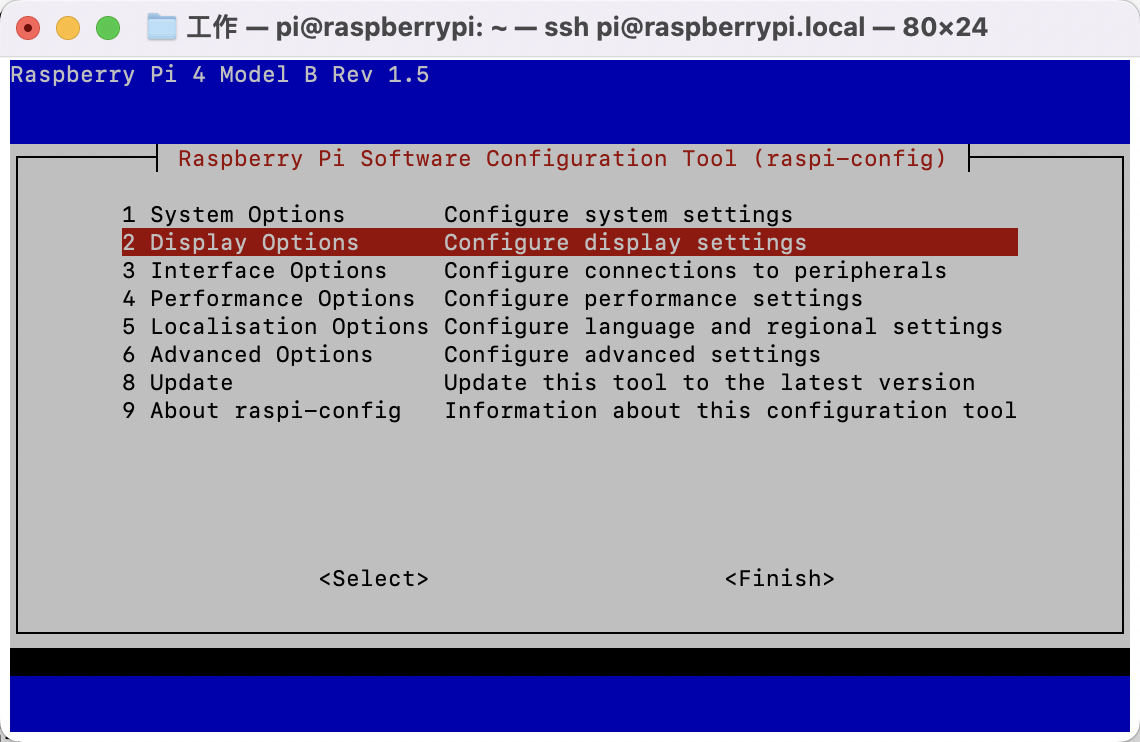 工作 — pi@raspberrypi: ~ — ssh pi@raspberrypi.local — 80×24
Raspberry Pi 4 Model B Rev 1.5
Raspberry Pi Software Configuration Tool (raspi-config)
1 System Options Configure system settings
2 Display Options Configure display settings
3 Interface Options Configure connections to peripherals
4 Performance Options Configure performance settings
5 Localisation Options Configure language and regional settings
6 Advanced Options Configure advanced settings
8 Update Update this tool to the latest version
9 About raspi-config Information about this configuration tool
<Select> <Finish>